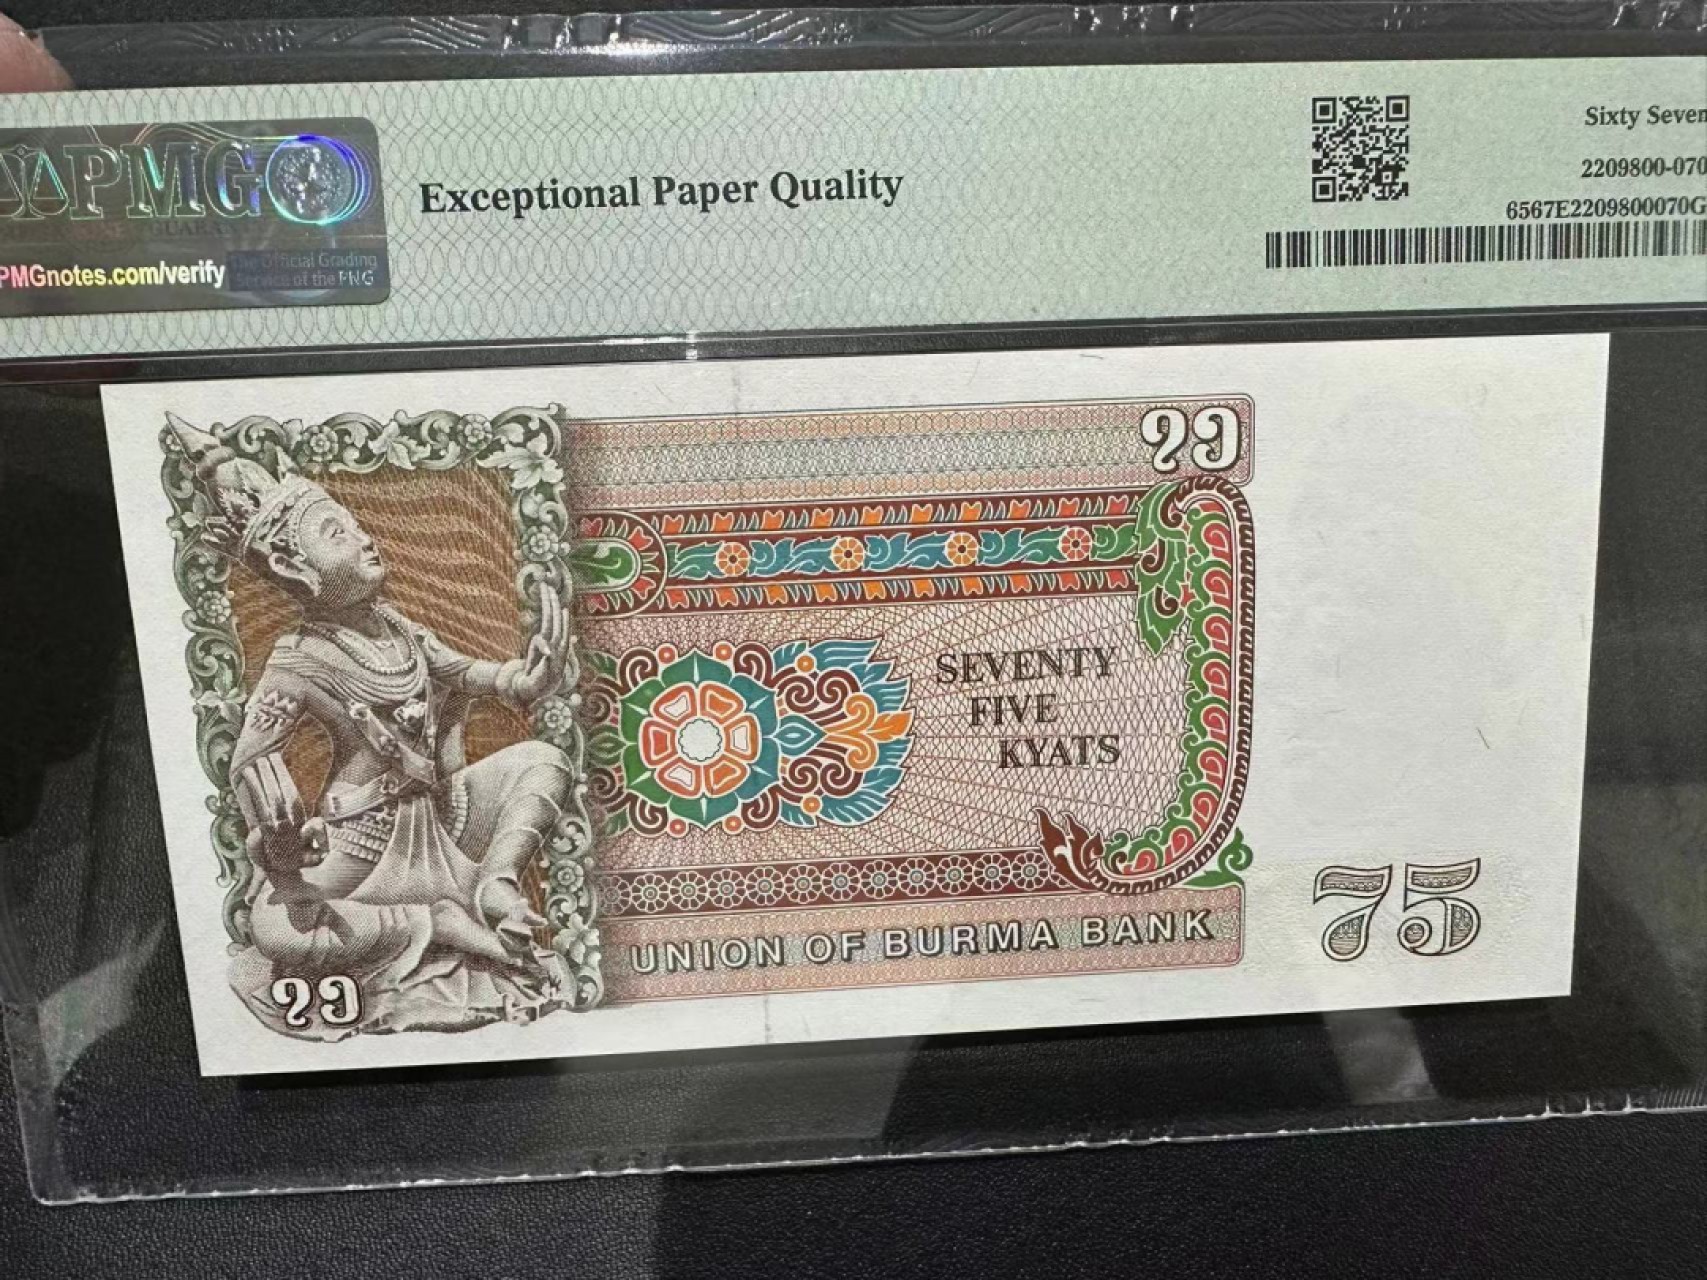 PMG
PMGnotes.com/verify
The Official Grading
Service of the PNG
Exceptional Paper Quality
Sixty Seven
2209800-070
6567E2209800070G
၇၅
SEVENTY
FIVE
KYATS
UNION OF BURMA BANK
75
၇၅